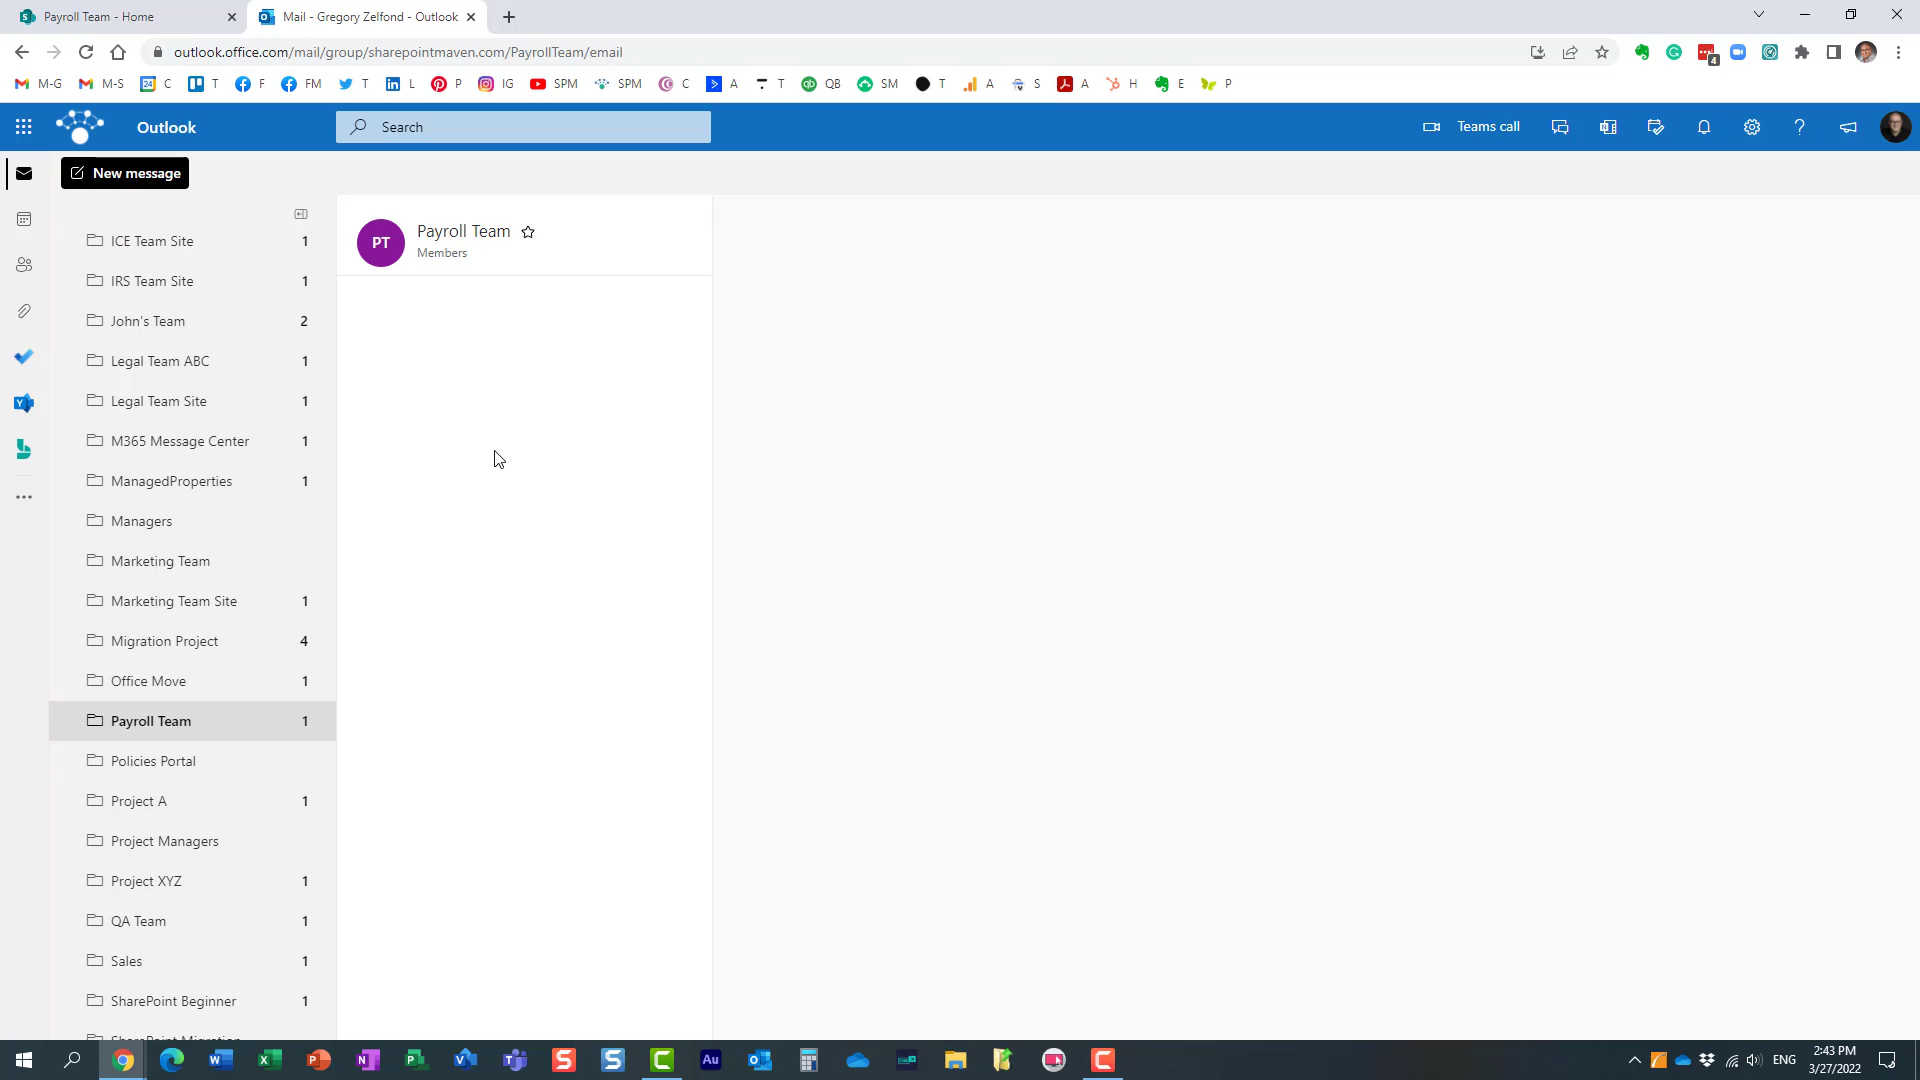 Payroll Team - Home
Mail - Gregory Zelfond - Outlook
outlook.office.com/mail/group/sharepointmaven.com/PayrollTeam/email
4
M-G M-S 24 C T F FM T L P IG SPM SPM C A T QB SM T A S A H E P
Outlook
Search
Teams call
New message
ICE Team Site 1
IRS Team Site 1
John's Team 2
Legal Team ABC 1
Legal Team Site 1
M365 Message Center 1
ManagedProperties 1
Managers
Marketing Team
Marketing Team Site 1
Migration Project 4
Office Move 1
Payroll Team 1
Policies Portal
Project A 1
Project Managers
Project XYZ 1
QA Team 1
Sales 1
SharePoint Beginner 1
SharePoint Migration
PT
Payroll Team
Members
ENG
2:43 PM
3/27/2022